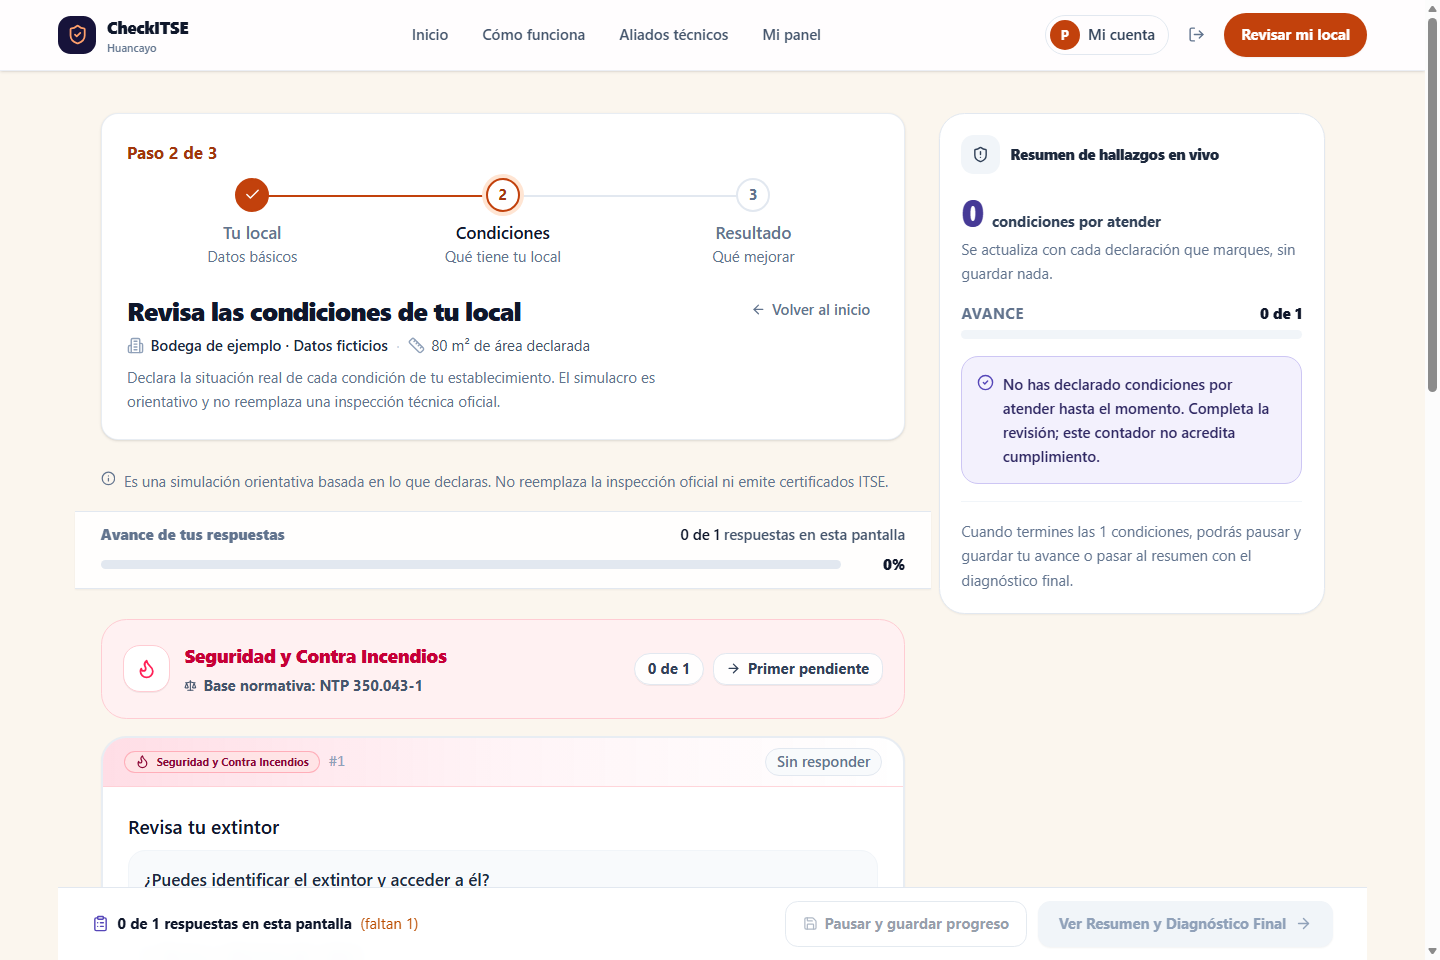 CheckITSE
Huancayo
Inicio
Cómo funciona
Aliados técnicos
Mi panel
P
Mi cuenta
Revisar mi local
Paso 2 de 3
2
3
Tu local
Condiciones
Resultado
Datos básicos
Qué tiene tu local
Qué mejorar
Revisa las condiciones de tu local
Volver al inicio
Bodega de ejemplo · Datos ficticios · 80 m² de área declarada
Declara la situación real de cada condición de tu establecimiento. El simulacro es
orientativo y no reemplaza una inspección técnica oficial.
Es una simulación orientativa basada en lo que declaras. No reemplaza la inspección oficial ni emite certificados ITSE.
Avance de tus respuestas
0 de 1 respuestas en esta pantalla
0%
Seguridad y Contra Incendios
Base normativa: NTP 350.043-1
0 de 1
Primer pendiente
Seguridad y Contra Incendios
#1
Sin responder
Revisa tu extintor
¿Puedes identificar el extintor y acceder a él?
Resumen de hallazgos en vivo
0 condiciones por atender
Se actualiza con cada declaración que marques, sin
guardar nada.
AVANCE
0 de 1
No has declarado condiciones por
atender hasta el momento. Completa la
revisión; este contador no acredita
cumplimiento.
Cuando termines las 1 condiciones, podrás pausar y
guardar tu avance o pasar al resumen con el
diagnóstico final.
0 de 1 respuestas en esta pantalla (faltan 1)
Pausar y guardar progreso
Ver Resumen y Diagnóstico Final